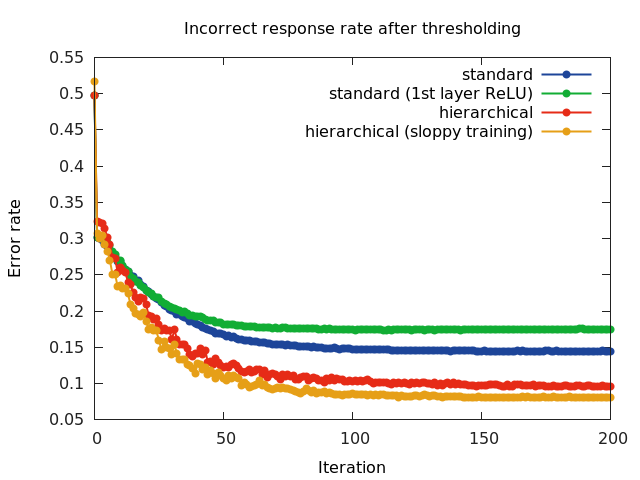 Incorrect response rate after thresholding
0.55
0.5
0.45
0.4
0.35
0.3
0.25
0.2
0.15
0.1
0.05
Error rate
standard
standard (1st layer ReLU)
hierarchical
hierarchical (sloppy training)
0 50 100 150 200
Iteration